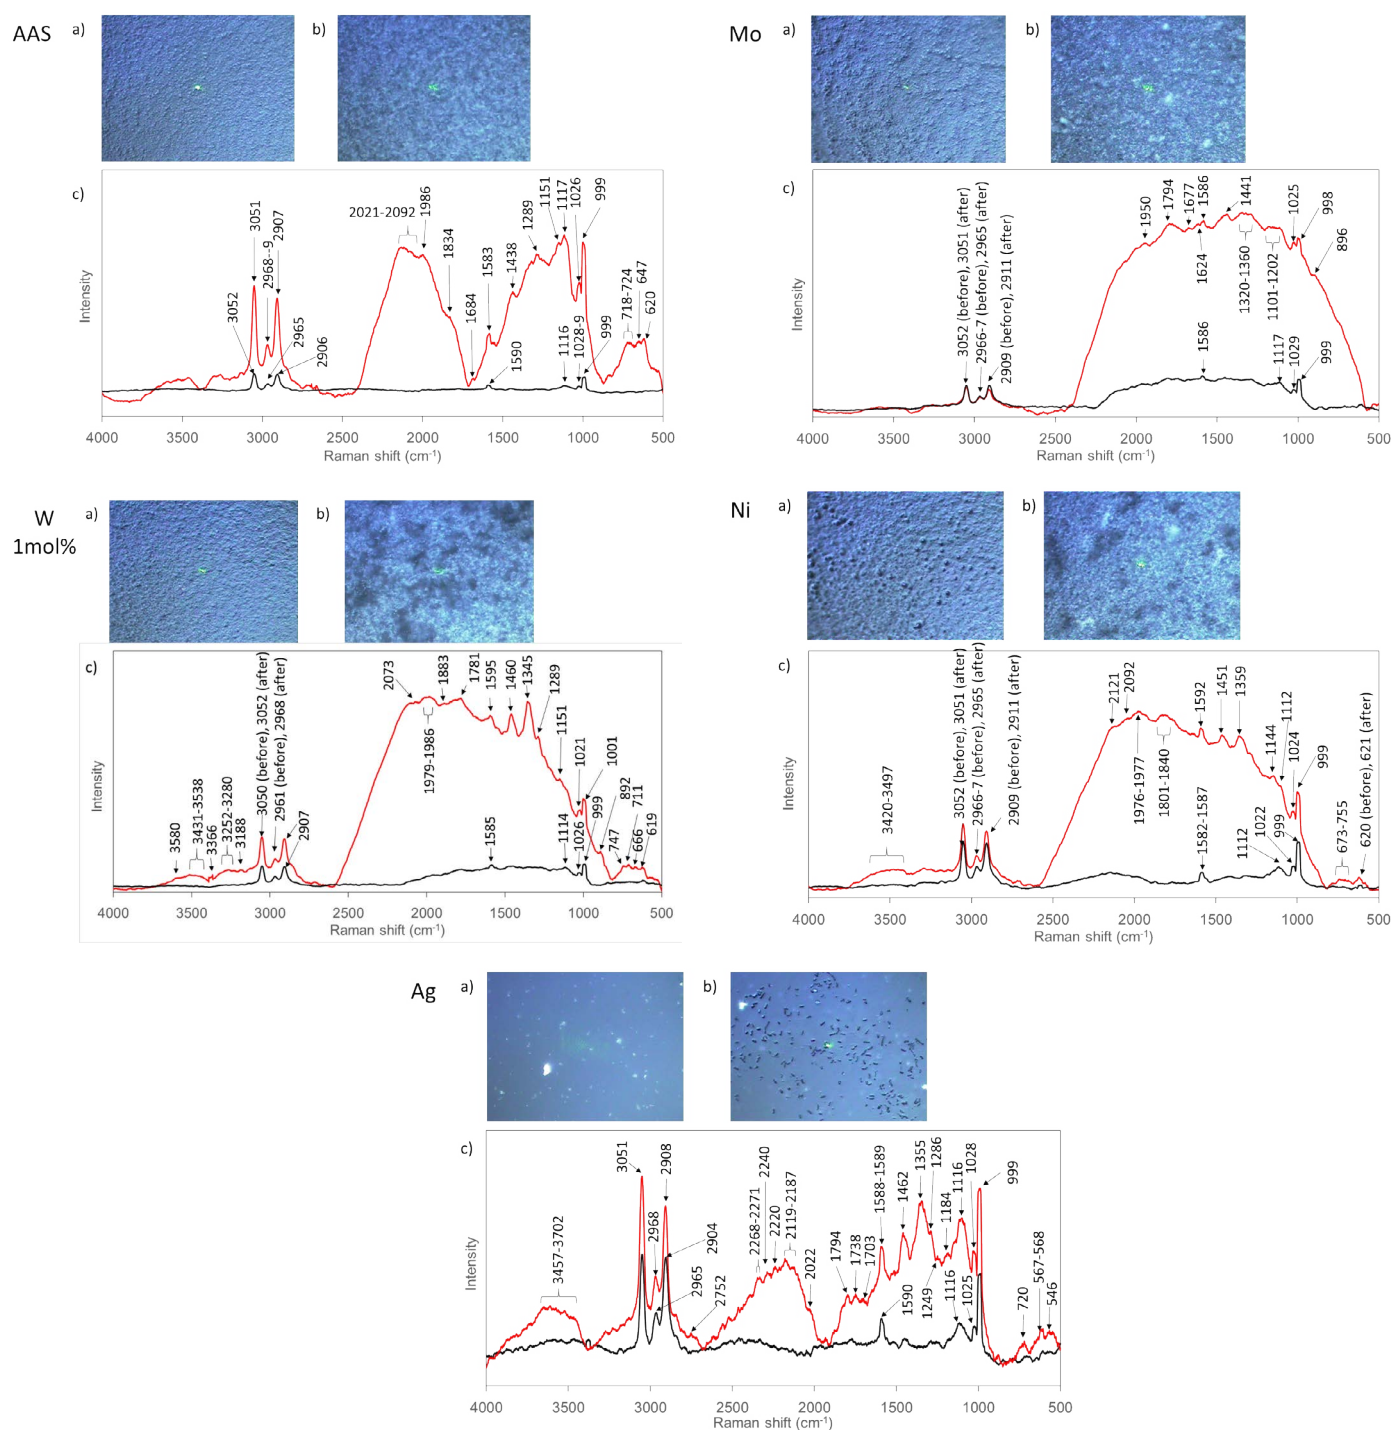 AAS
a)
b)
c)
3051
3052
2968--9
2907
2965
2906
2021-2092
1986
1834
1684
1583
1590
1438
1289
1151
1117
1026
999
1116
1028-9
999
718-724
647
620
Intensity
4000 3500 3000 2500 2000 1500 1000 500
Raman shift (cm-1)
Mo
a)
b)
c)
3052 (before), 3051 (after)
2966-7 (before), 2965 (after)
2909 (before), 2911 (after)
1950
1794
1677
1586
1624
1441
1320-1360
1101-1202
1025
998
896
1586
1117
1029
999
Intensity
4000 3500 3000 2500 2000 1500 1000 500
Raman shift (cm-1)
W
1mol%
a)
b)
c)
3580
3431-3538
3366
3252-3280
3188
3050 (before), 3052 (after)
2961 (before), 2968 (after)
2907
2073
1979-1986
1883
1781
1595
1460
1345
1289
1151
1021
1001
1585
1114
1026
999
892
747
711
666
619
Intensity
4000 3500 3000 2500 2000 1500 1000 500
Raman shift (cm-1)
Ni
a)
b)
c)
3420-3497
3052 (before), 3051 (after)
2966-7 (before), 2965 (after)
2909 (before), 2911 (after)
2121
2092
1976-1977
1801-1840
1592
1582-1587
1451
1359
1144
1112
1024
999
1112
1022
999
673-755
620 (before), 621 (after)
Intensity
4000 3500 3000 2500 2000 1500 1000 500
Raman shift (cm-1)
Ag
a)
b)
c)
3457-3702
3051
2968
2908
2904
2965
2752
2268-2271
2240
2220
2119-2187
2022
1794
1738
1703
1588-1589
1590
1462
1355
1286
1249
1184
1116
1028
1116
1025
999
720
567-568
546
Intensity
4000 3500 3000 2500 2000 1500 1000 500
Raman shift (cm-1)